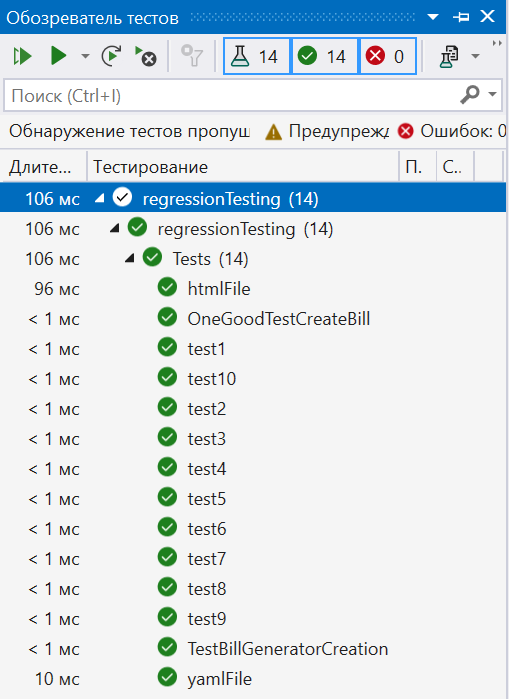 Обозреватель тестов
14 14 0
Поиск (Ctrl+I)
Обнаружение тестов пропуш Предупрежд Ошибок: 0
Длите... Тестирование П. С..
106 мс regressionTesting (14)
106 мс regressionTesting (14)
106 мс Tests (14)
96 мс htmlFile
< 1 мс OneGoodTestCreateBill
< 1 мс test1
< 1 мс test10
< 1 мс test2
< 1 мс test3
< 1 мс test4
< 1 мс test5
< 1 мс test6
< 1 мс test7
< 1 мс test8
< 1 мс test9
< 1 мс TestBillGeneratorCreation
10 мс yamlFile